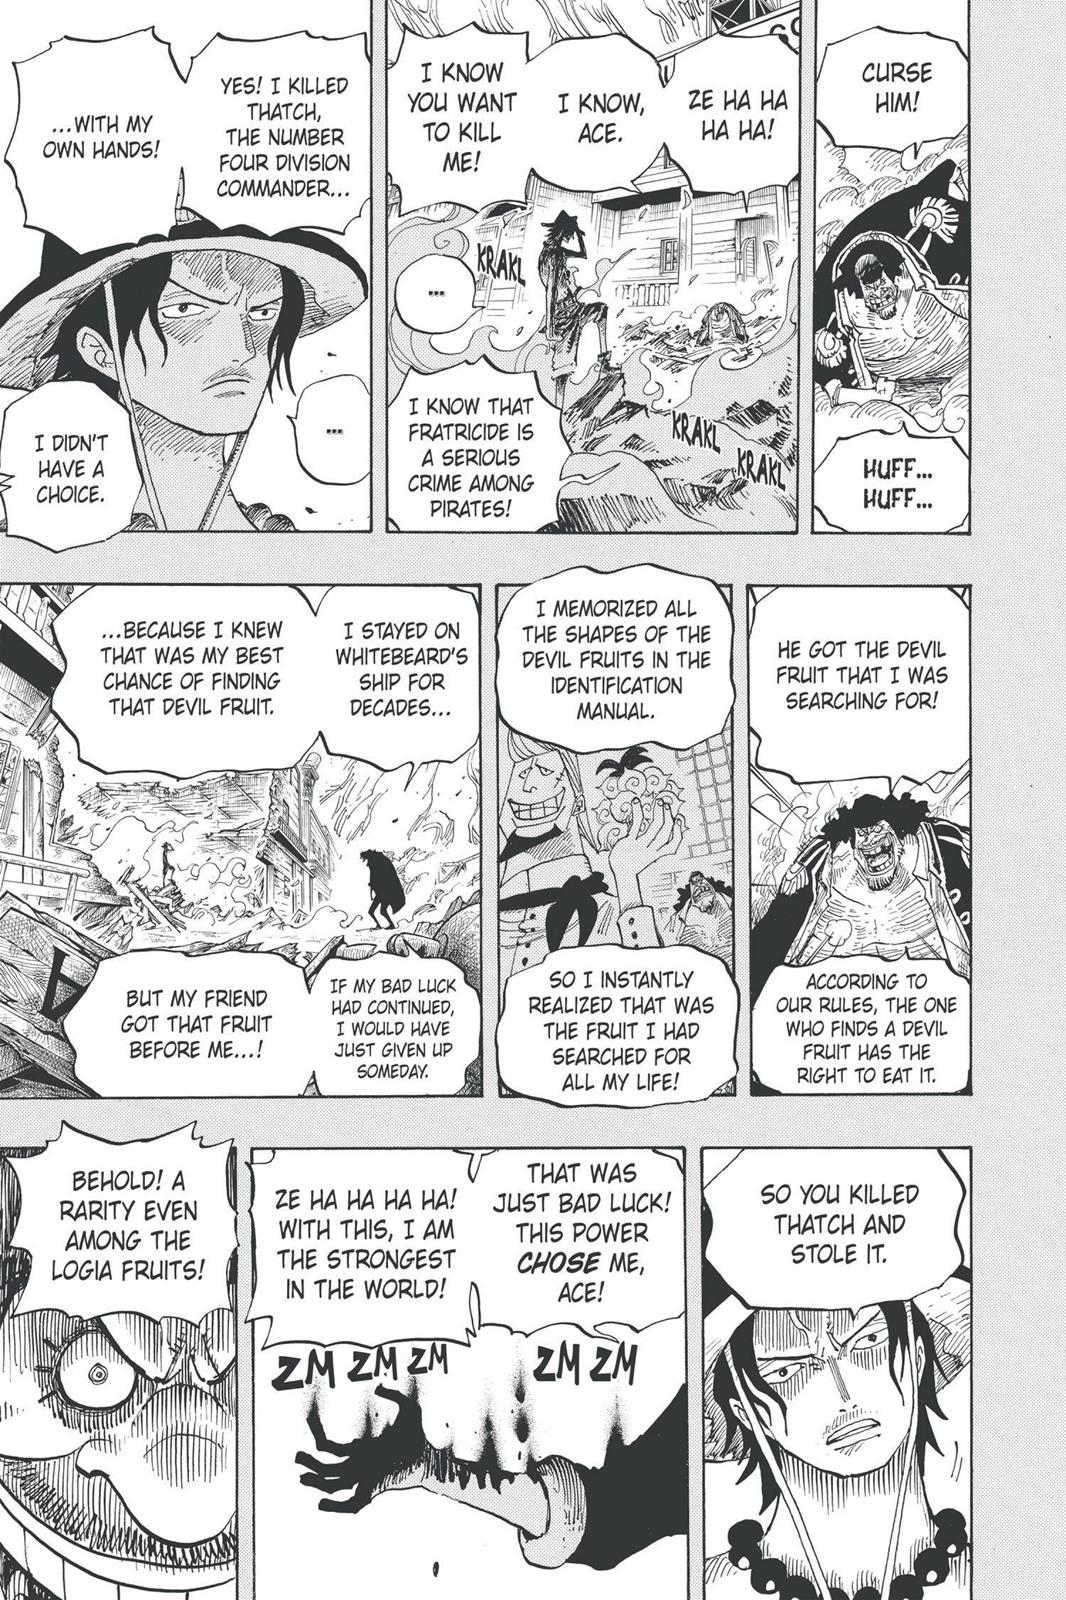 CURSE
HIM!
HUFF...
HUFF...
ZE HA HA
HA HA!
I KNOW,
ACE.
I KNOW
YOU WANT
TO KILL
ME!
KRAKL
...
I KNOW THAT
FRATRICIDE IS
A SERIOUS
CRIME AMONG
PIRATES!
KRAKL
KRAKL
YES! I KILLED
THATCH,
THE NUMBER
FOUR DIVISION
COMMANDER...
...WITH MY
OWN HANDS!
...
I DIDN'T
HAVE A
CHOICE.
HE GOT THE DEVIL
FRUIT THAT I WAS
SEARCHING FOR!
ACCORDING TO
OUR RULES, THE ONE
WHO FINDS A DEVIL
FRUIT HAS THE
RIGHT TO EAT IT.
I MEMORIZED ALL
THE SHAPES OF THE
DEVIL FRUITS IN THE
IDENTIFICATION
MANUAL.
SO I INSTANTLY
REALIZED THAT WAS
THE FRUIT I HAD
SEARCHED FOR
ALL MY LIFE!
I STAYED ON
WHITEBEARD'S
SHIP FOR
DECADES...
...BECAUSE I KNEW
THAT WAS MY BEST
CHANCE OF FINDING
THAT DEVIL FRUIT.
IF MY BAD LUCK
HAD CONTINUED,
I WOULD HAVE
JUST GIVEN UP
SOMEDAY.
BUT MY FRIEND
GOT THAT FRUIT
BEFORE ME...!
SO YOU KILLED
THATCH AND
STOLE IT.
THAT WAS
JUST BAD LUCK!
THIS POWER
CHOSE ME,
ACE!
ZE HA HA HA HA!
WITH THIS, I AM
THE STRONGEST
IN THE WORLD!
ZM ZM
ZM ZM ZM
BEHOLD! A
RARITY EVEN
AMONG THE
LOGIA FRUITS!